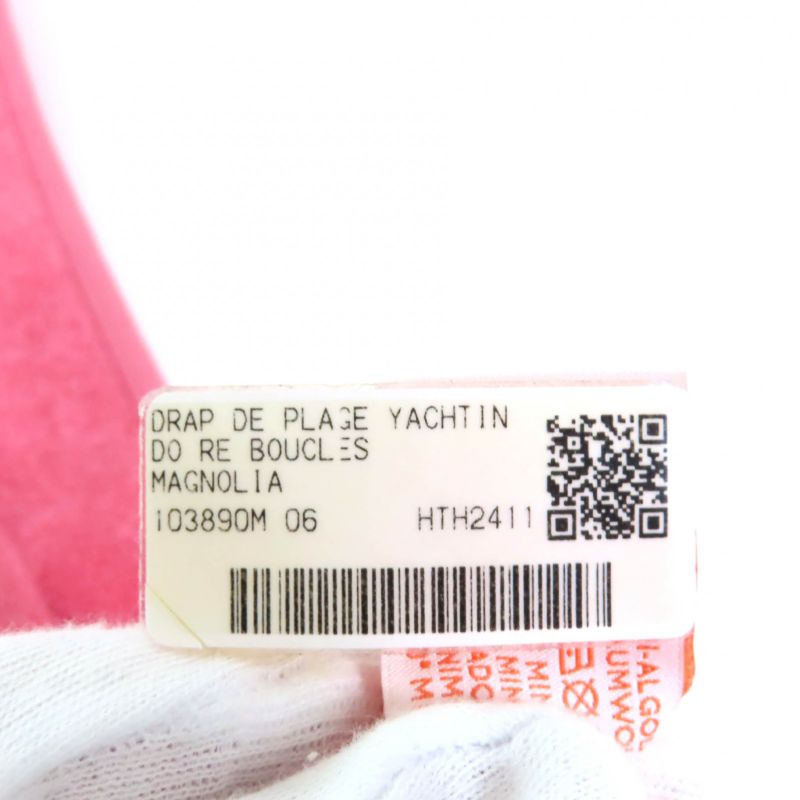 DRAP DE PLAGE YACHTIN
DO RE BOUCLES
MAGNOLIA
103890M 06
HTH2411